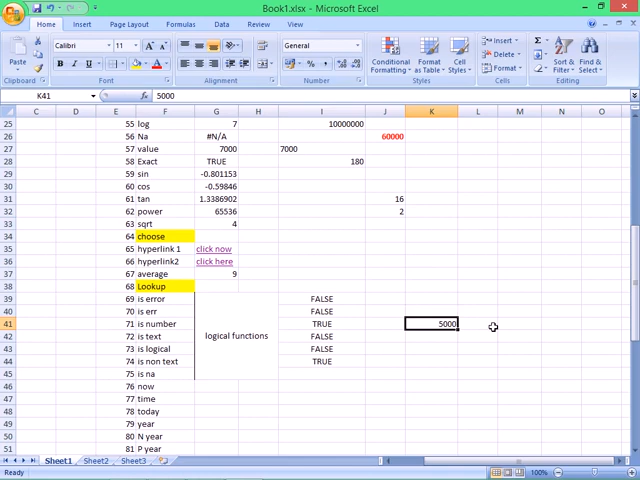 Book1.xlsx - Microsoft Excel
Home Insert Page Layout Formulas Data Review View
Paste Calibri 11 A A General Conditional Formatting Format as Table Cell Styles Insert Delete Format Sort & Filter Find & Select
B I U A $ % ,
Clipboard Font Alignment Number Styles Cells Editing
K41 fx 5000
C D E F G H I J K L M N O
25 55 log 7 10000000
26 56 Na #N/A 60000
27 57 value 7000 7000
28 58 Exact TRUE 180
29 59 sin -0.801153
30 60 cos -0.59846
31 61 tan 1.3386902 16
32 62 power 65536 2
33 63 sqrt 4
34 64 choose
35 65 hyperlink 1 click now
36 66 hyperlink2 click here
37 67 average 9
38 68 Lookup
39 69 is error FALSE
40 70 is err FALSE
41 71 is number TRUE 5000
42 72 is text logical functions FALSE
43 73 is logical FALSE
44 74 is non text TRUE
45 75 is na
46 76 now
47 77 time
48 78 today
49 79 year
50 80 N year
51 81 P year
Sheet1 Sheet2 Sheet3
Ready 100%